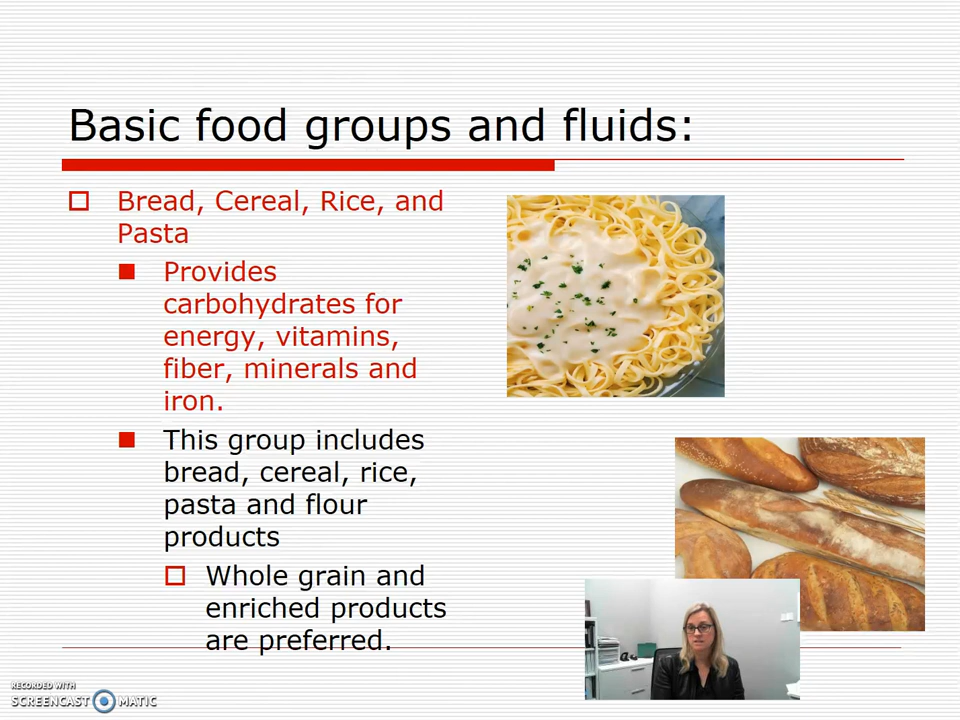 Basic food groups and fluids:
Bread, Cereal, Rice, and
Pasta
Provides
carbohydrates for
energy, vitamins,
fiber, minerals and
iron.
This group includes
bread, cereal, rice,
pasta and flour
products
Whole grain and
enriched products
are preferred.
RECORDED WITH
SCREENCAST MATIC